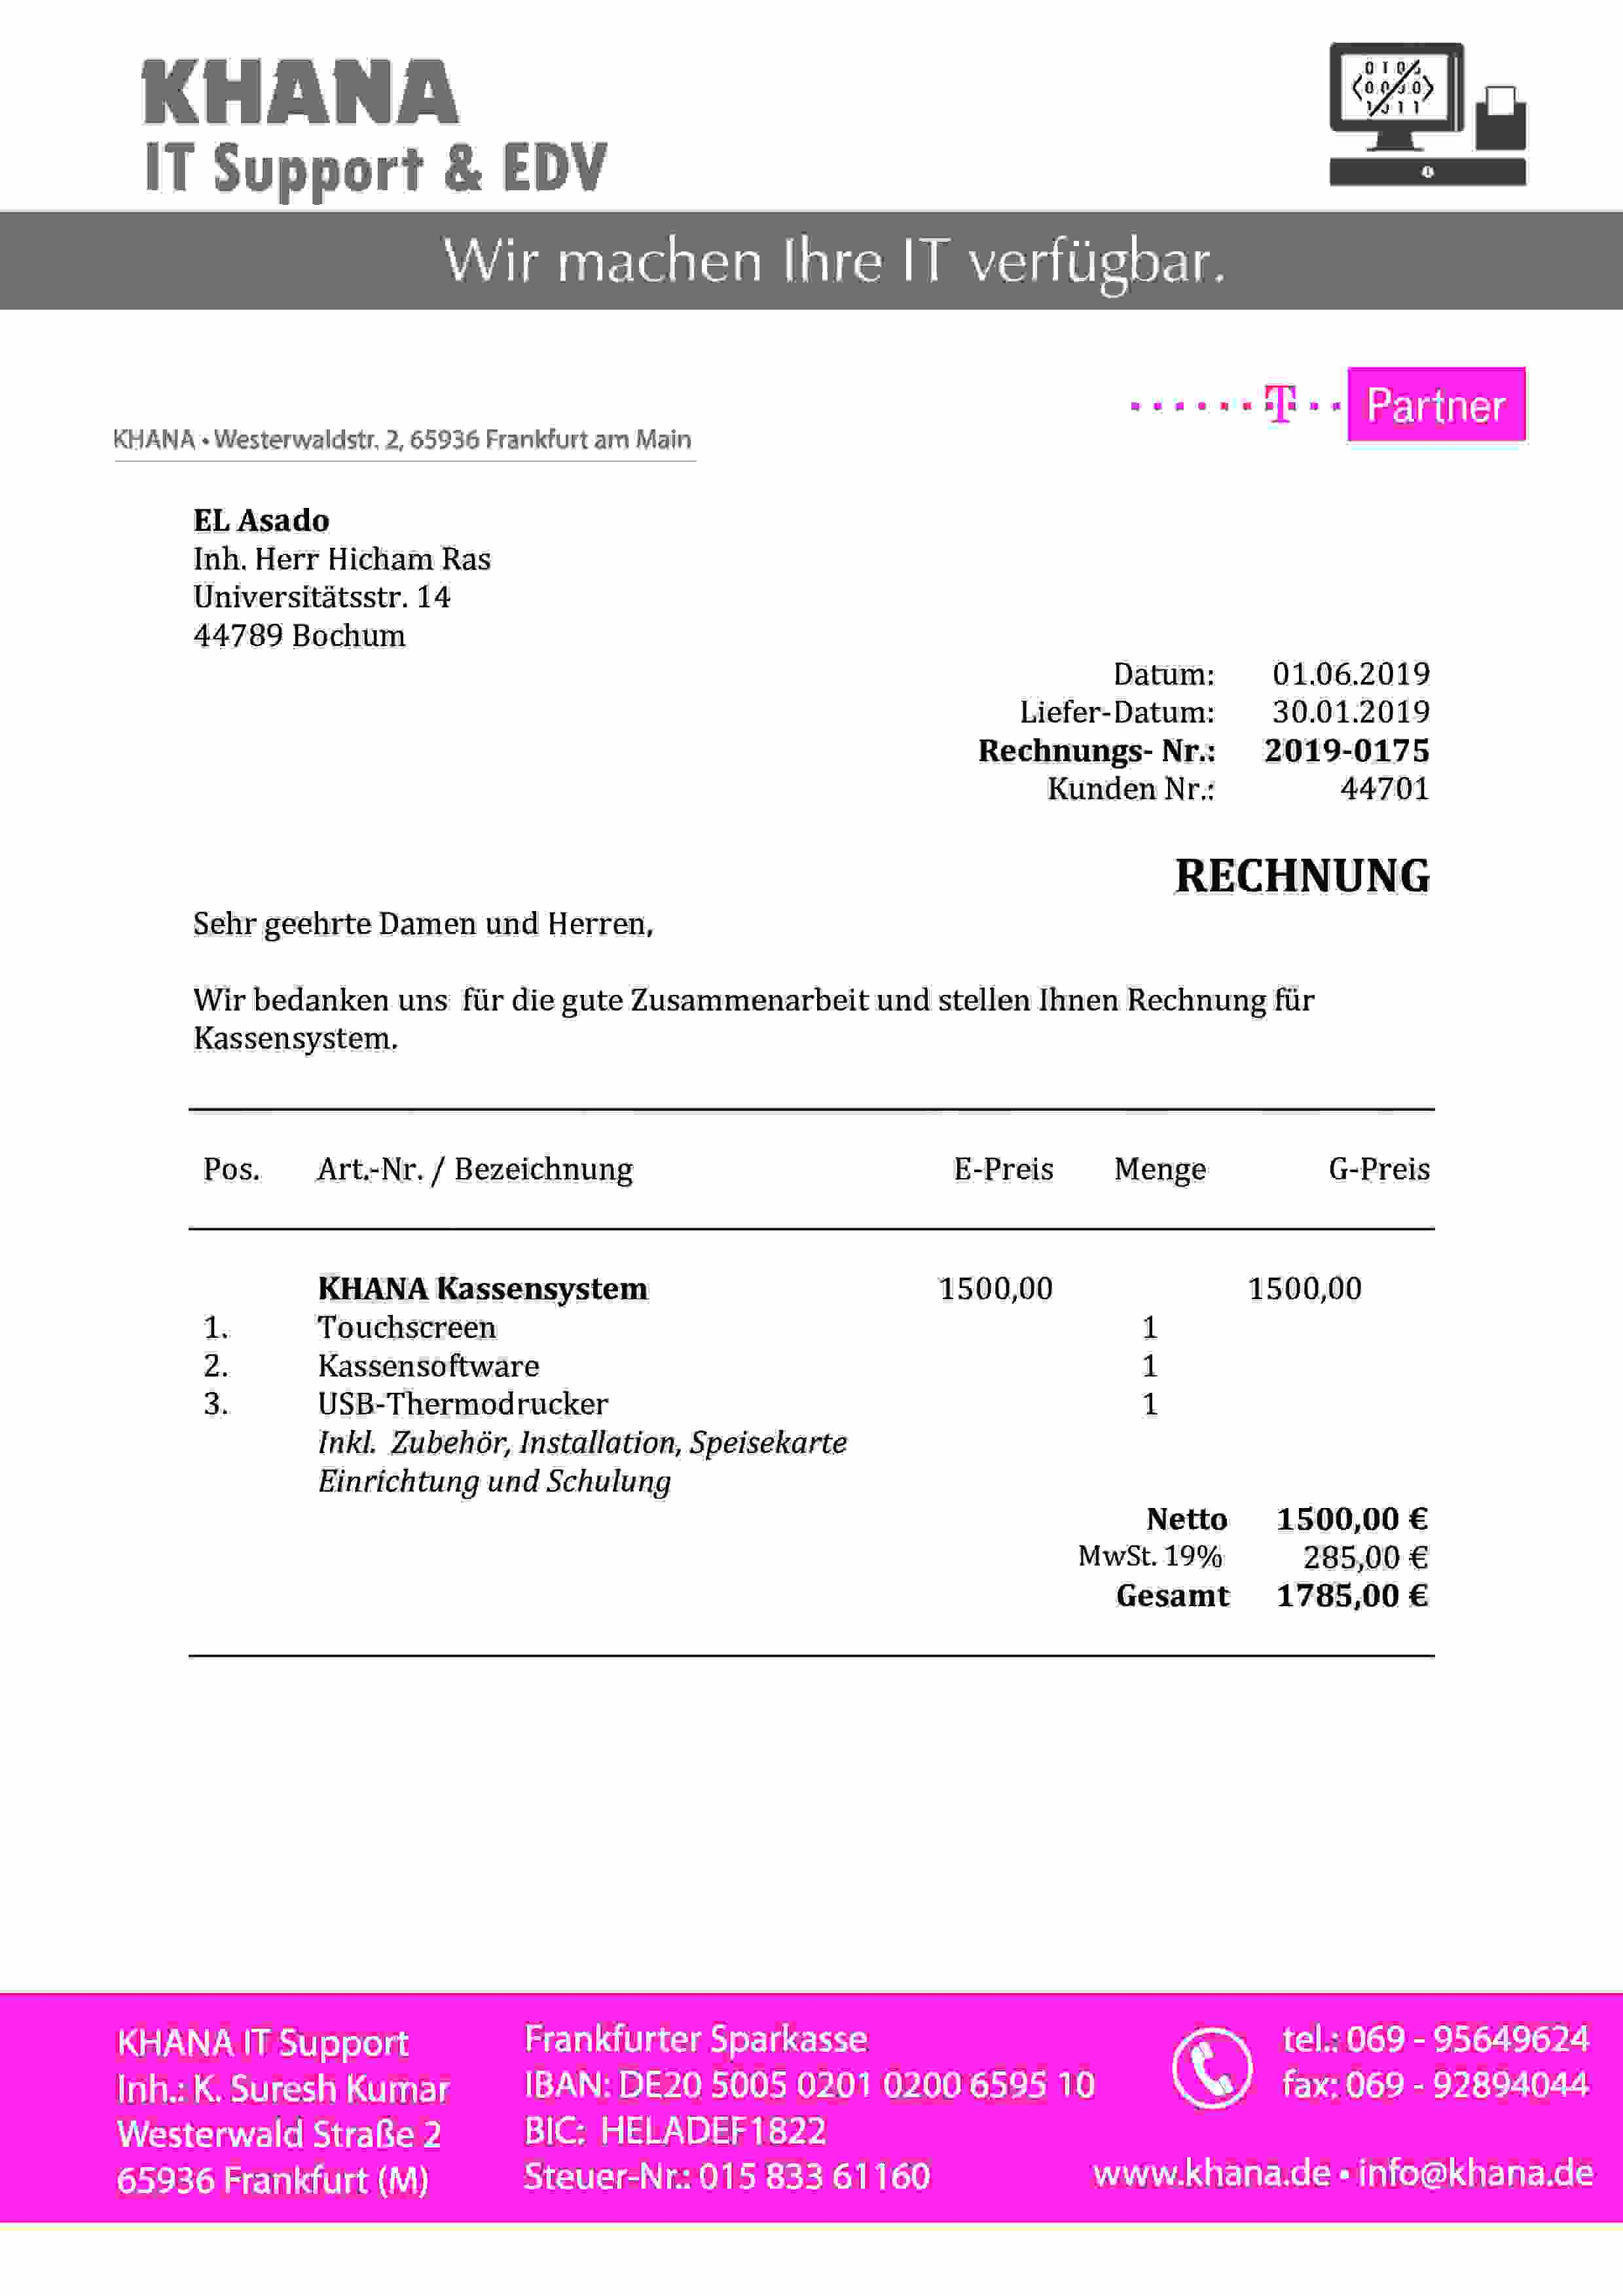 KHANA
IT Support & EDV
Wir machen Ihre IT verfügbar.
T Partner
KHANA • Westerwaldstr. 2, 65936 Frankfurt am Main
EL Asado
Inh. Herr Hicham Ras
Universitätsstr. 14
44789 Bochum
Datum: 01.06.2019
Liefer-Datum: 30.01.2019
Rechnungs- Nr.: 2019-0175
Kunden Nr.: 44701
RECHNUNG
Sehr geehrte Damen und Herren,
Wir bedanken uns für die gute Zusammenarbeit und stellen Ihnen Rechnung für
Kassensystem.
Pos. Art.-Nr. / Bezeichnung E-Preis Menge G-Preis
KHANA Kassensystem 1500,00 1500,00
1. Touchscreen 1
2. Kassensoftware 1
3. USB-Thermodrucker 1
Inkl. Zubehör, Installation, Speisekarte
Einrichtung und Schulung
Netto 1500,00 €
MwSt. 19% 285,00 €
Gesamt 1785,00 €
KHANA IT Support
Inh.: K. Suresh Kumar
Westerwald Straße 2
65936 Frankfurt (M)
Frankfurter Sparkasse
IBAN: DE20 5005 0201 0200 6595 10
BIC: HELADEF1822
Steuer-Nr.: 015 833 61160
tel.: 069 - 95649624
fax: 069 - 92894044
www.khana.de • info@khana.de